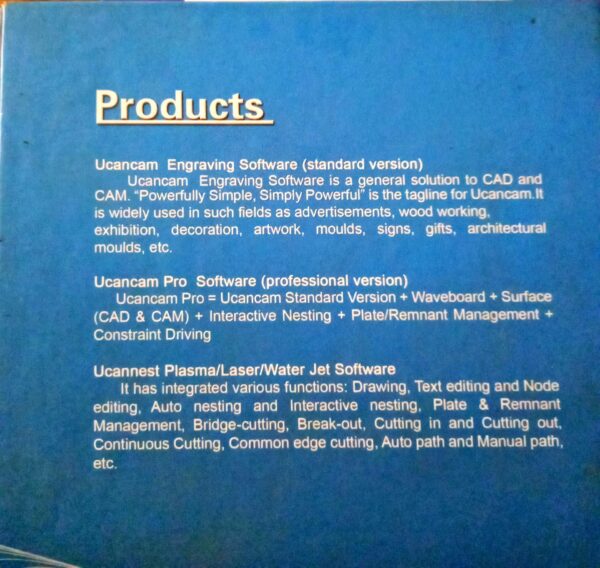 Products
Ucancam Engraving Software (standard version)
Ucancam Engraving Software is a general solution to CAD and
CAM. “Powerfully Simple, Simply Powerful” is the tagline for Ucancam.It
is widely used in such fields as advertisements, wood working,
exhibition, decoration, artwork, moulds, signs, gifts, architectural
moulds, etc.
Ucancam Pro Software (professional version)
Ucancam Pro = Ucancam Standard Version + Waveboard + Surface
(CAD & CAM) + Interactive Nesting + Plate/Remnant Management +
Constraint Driving
Ucannest Plasma/Laser/Water Jet Software
It has integrated various functions: Drawing, Text editing and Node
editing, Auto nesting and Interactive nesting, Plate & Remnant
Management, Bridge-cutting, Break-out, Cutting in and Cutting out,
Continuous Cutting, Common edge cutting, Auto path and Manual path,
etc.